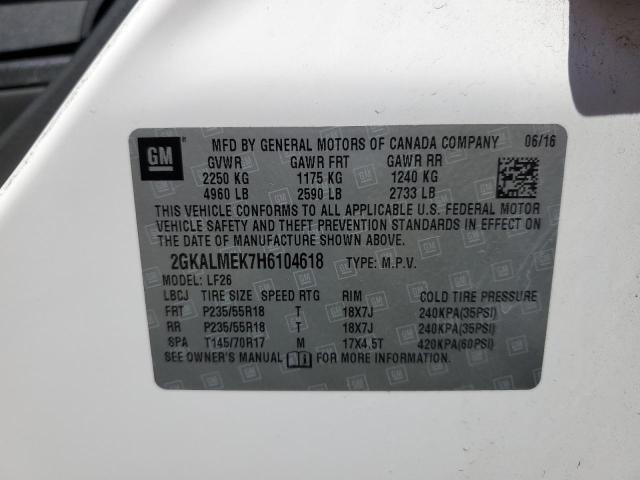 GM ® MFD BY GENERAL MOTORS OF CANADA COMPANY 06/16
GVWR GAWR FRT GAWR RR
2250 KG 1175 KG 1240 KG
4960 LB 2590 LB 2733 LB
THIS VEHICLE CONFORMS TO ALL APPLICABLE U.S. FEDERAL MOTOR
VEHICLE SAFETY AND THEFT PREVENTION STANDARDS IN EFFECT ON
THE DATE OF MANUFACTURE SHOWN ABOVE.
2GKALMEK7H6104618 TYPE: M.P.V.
MODEL: LF26
LBCJ TIRE SIZE SPEED RTG RIM COLD TIRE PRESSURE
FRT P235/55R18 T 18X7J 240KPA(35PSI)
RR P235/55R18 T 18X7J 240KPA(35PSI)
SPA T145/70R17 M 17X4.5T 420KPA(60PSI)
SEE OWNER'S MANUAL FOR MORE INFORMATION.